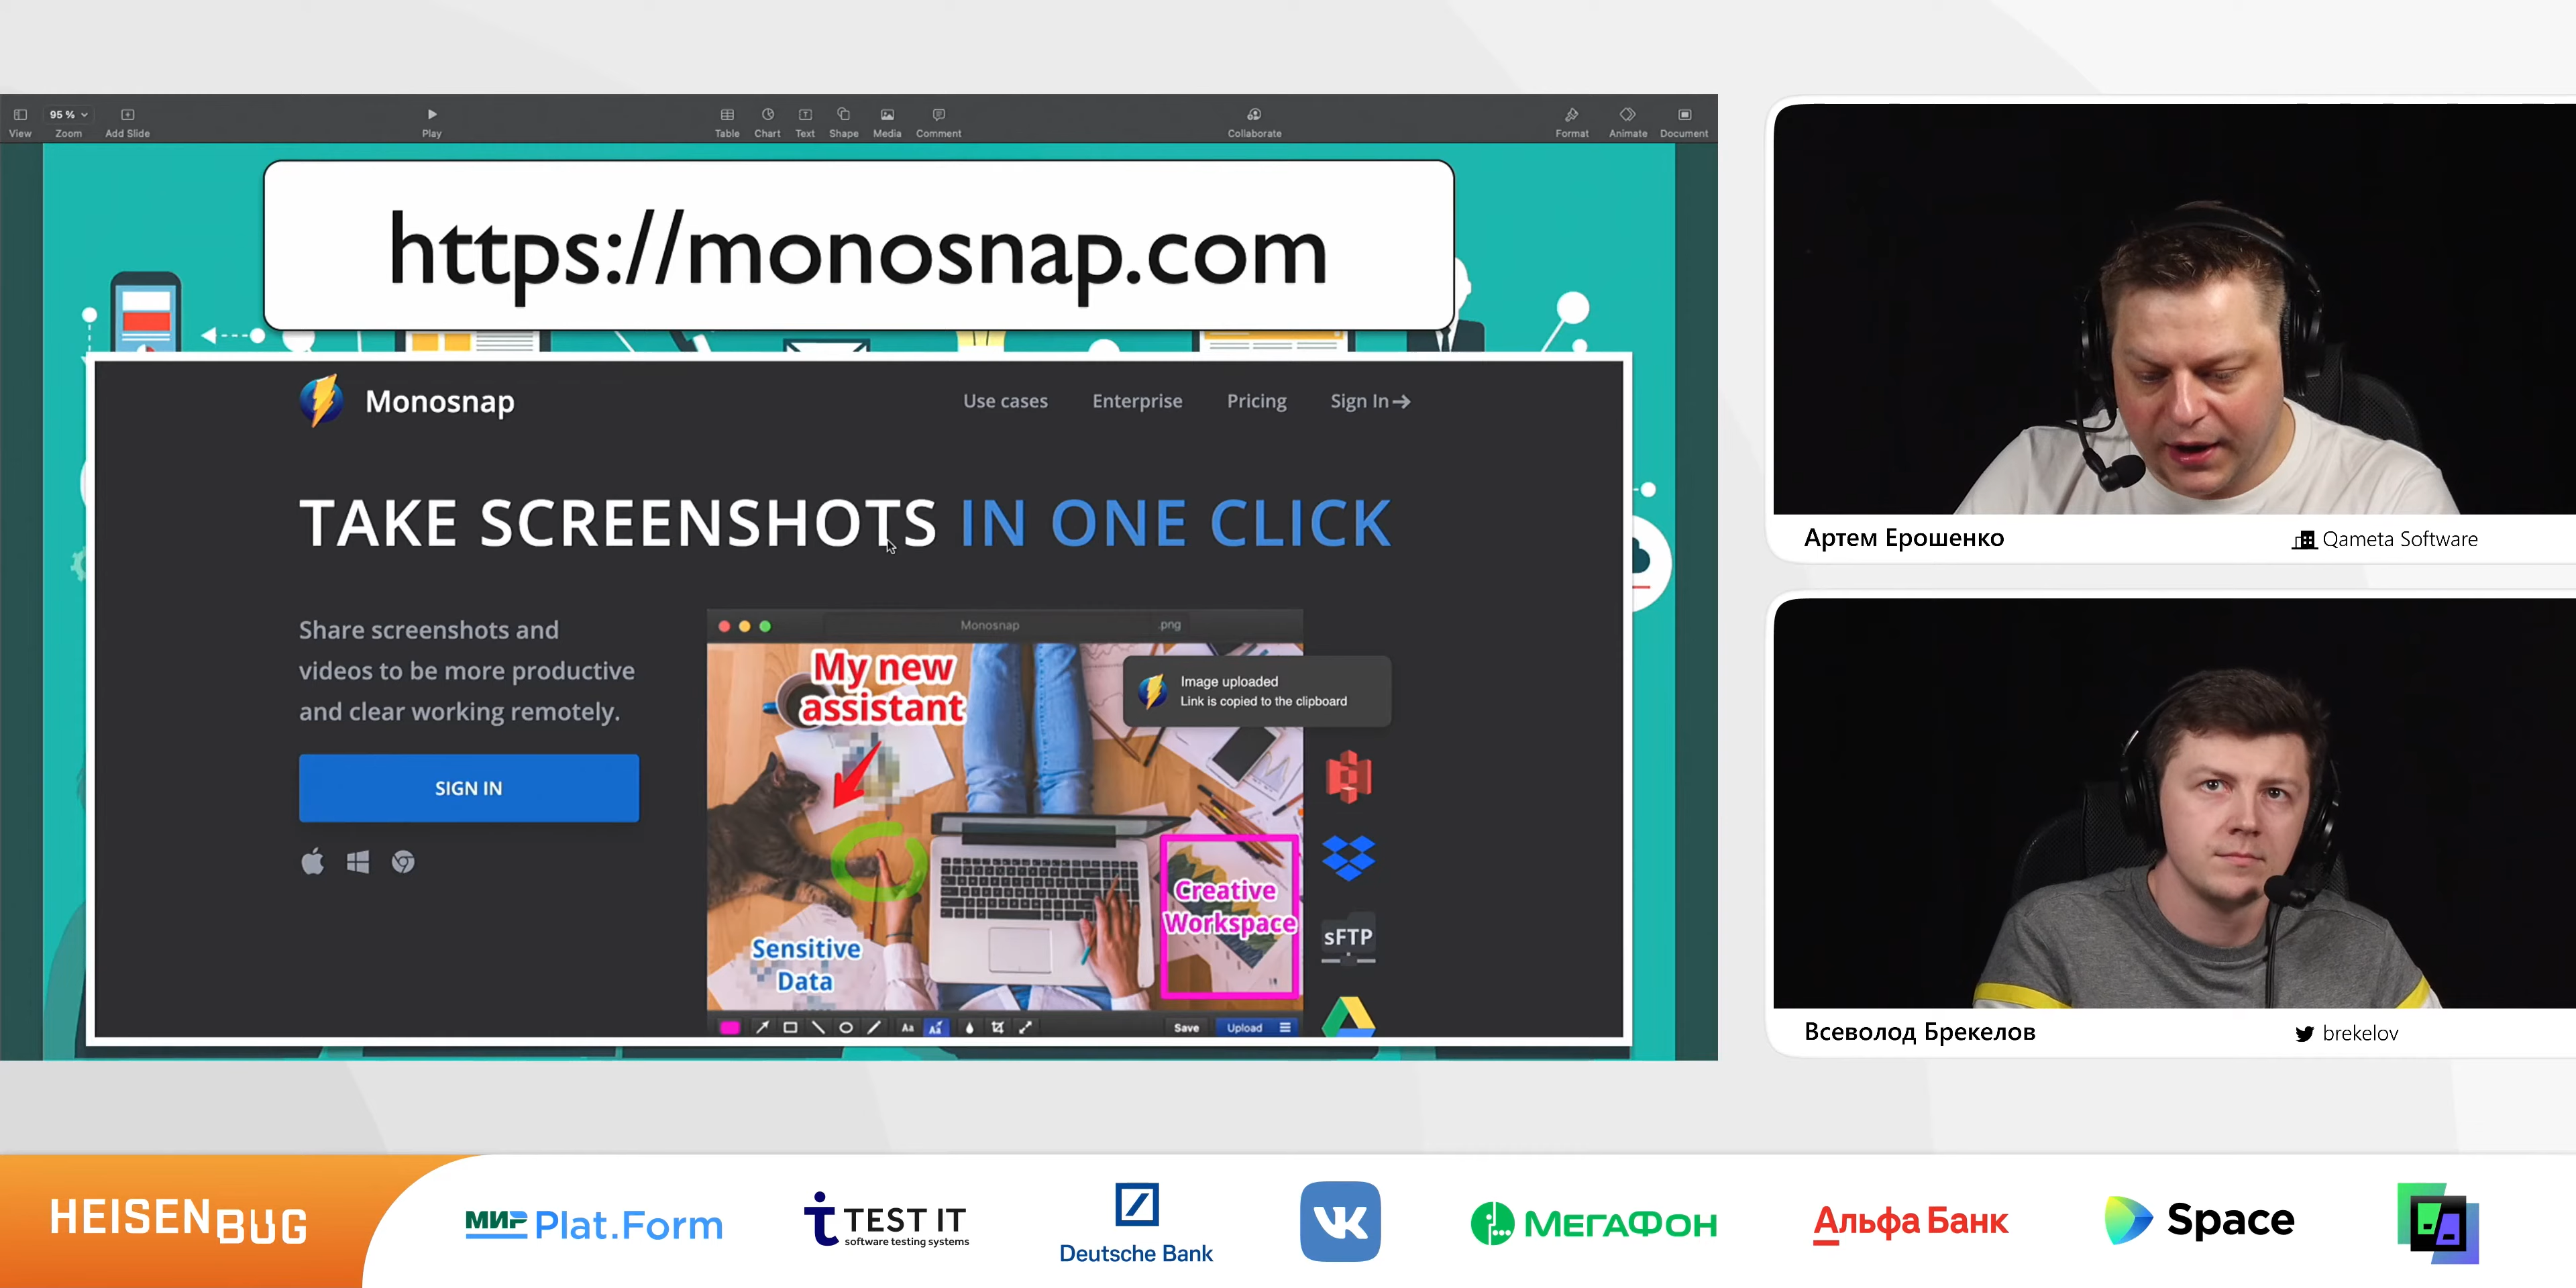 95 %
View
Zoom
Add Slide
Play
Table
Chart
Text
Shape
Media
Comment
Collaborate
Format
Animate
Document
https://monosnap.com
Monosnap
Use cases
Enterprise
Pricing
Sign In
TAKE SCREENSHOTS IN ONE CLICK
Share screenshots and
videos to be more productive
and clear working remotely.
SIGN IN
Monosnap
.png
My new
assistant
Image uploaded
Link is copied to the clipboard
Creative
Workspace
Sensitive
Data
sFTP
Aa
Aa
Save
Upload
Артем Ерошенко
Qameta Software
Всеволод Брекелов
brekelov
HEISENBUG
МИР Plat.Form
TEST IT
software testing systems
Deutsche Bank
VK
МЕГАФОН
Альфа Банк
Space